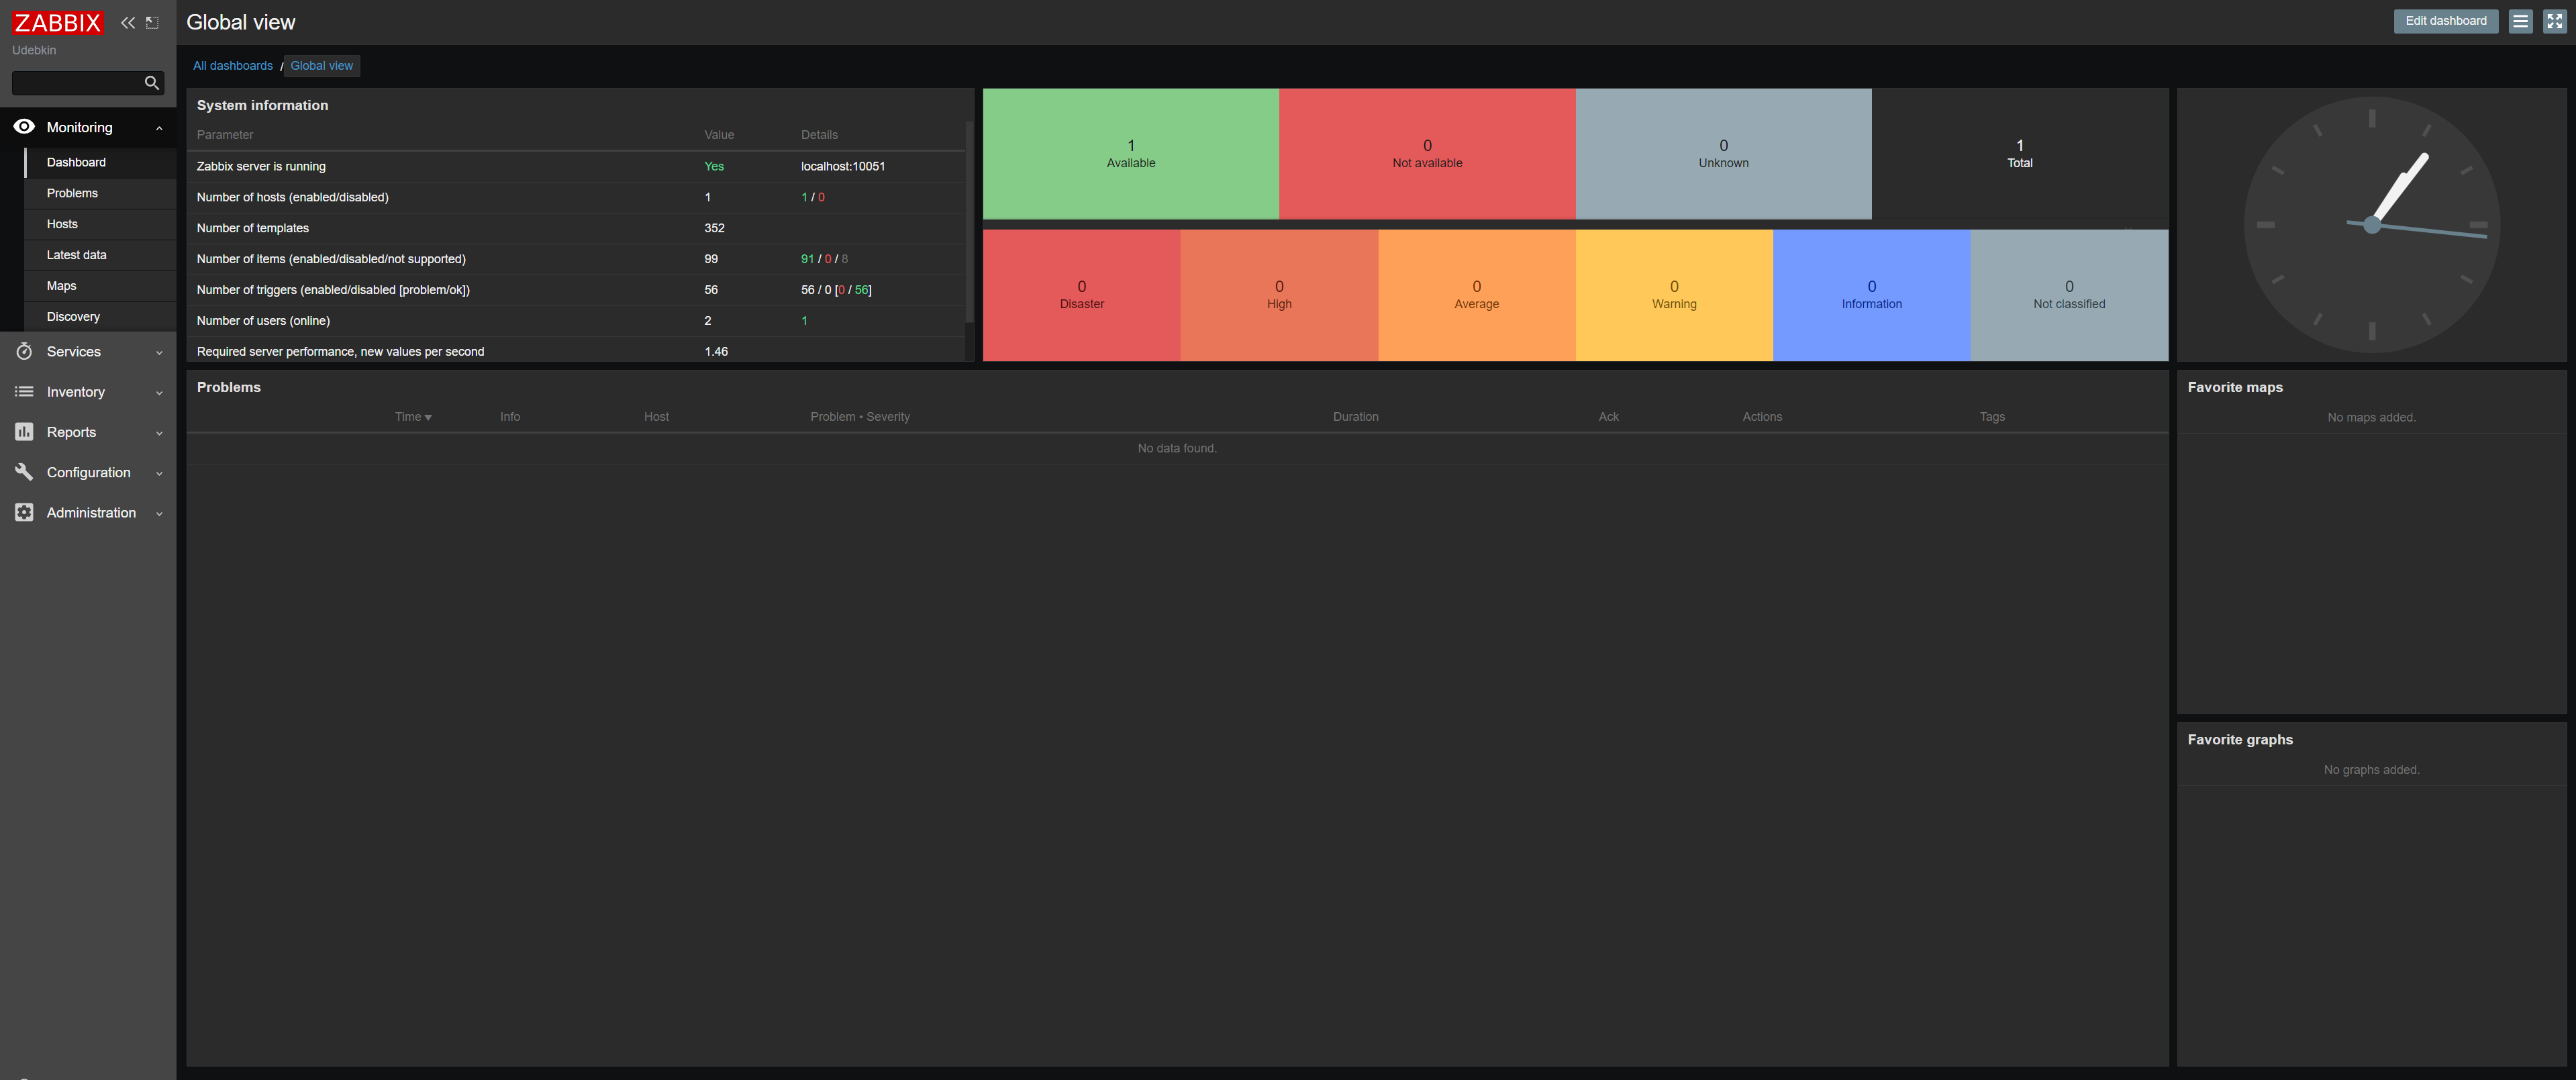 ZABBIX
Udebkin
Monitoring
Dashboard
Problems
Hosts
Latest data
Maps
Discovery
Services
Inventory
Reports
Configuration
Administration
Global view
Edit dashboard
All dashboards / Global view
System information
Parameter Value Details
Zabbix server is running Yes localhost:10051
Number of hosts (enabled/disabled) 1 1 / 0
Number of templates 352
Number of items (enabled/disabled/not supported) 99 91 / 0 / 8
Number of triggers (enabled/disabled [problem/ok]) 56 56 / 0 [0 / 56]
Number of users (online) 2 1
Required server performance, new values per second 1.46
1 0 0 1
Available Not available Unknown Total
0 0 0 0 0 0
Disaster High Average Warning Information Not classified
Problems
Time Info Host Problem • Severity Duration Ack Actions Tags
No data found.
Favorite maps
No maps added.
Favorite graphs
No graphs added.